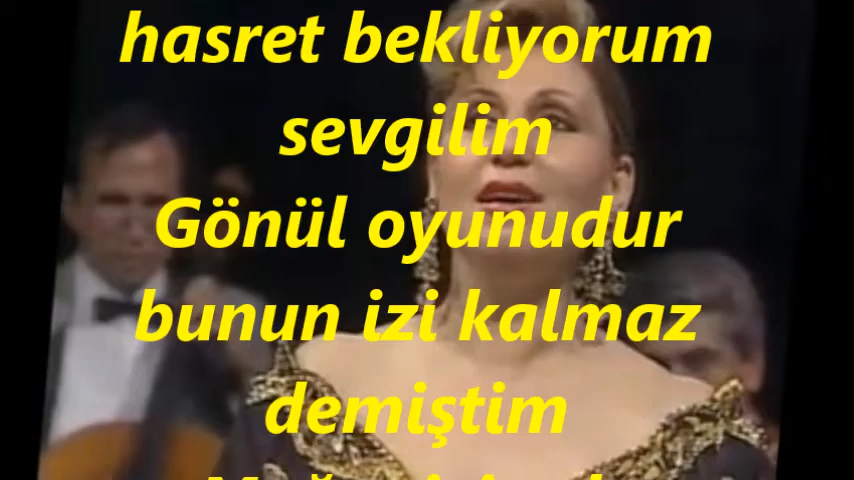 hasret bekliyorum
sevgilim
Gönül oyunudur
bunun izi kalmaz
demiştim